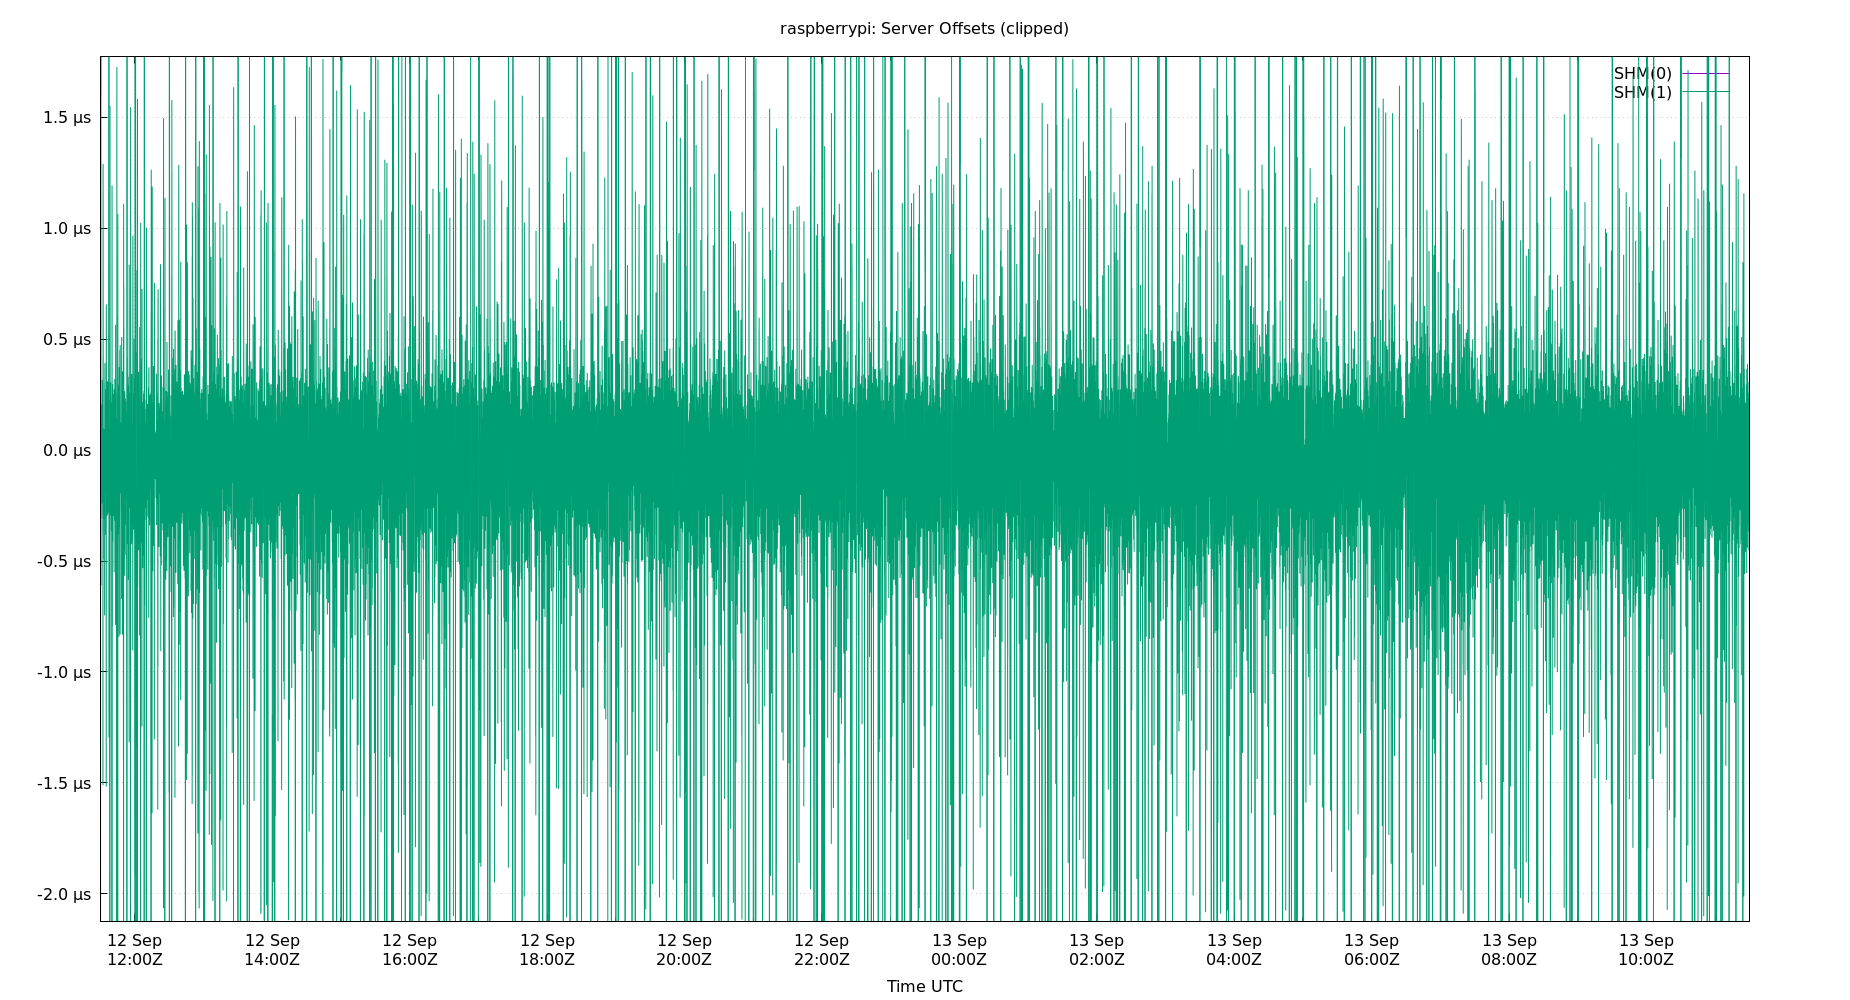 raspberrypi: Server Offsets (clipped)
SHM(0)
SHM(1)
1.5 µs
1.0 µs
0.5 µs
0.0 µs
-0.5 µs
-1.0 µs
-1.5 µs
-2.0 µs
12 Sep 12 Sep 12 Sep 12 Sep 12 Sep 12 Sep 13 Sep 13 Sep 13 Sep 13 Sep 13 Sep 13 Sep
12:00Z 14:00Z 16:00Z 18:00Z 20:00Z 22:00Z 00:00Z 02:00Z 04:00Z 06:00Z 08:00Z 10:00Z
Time UTC